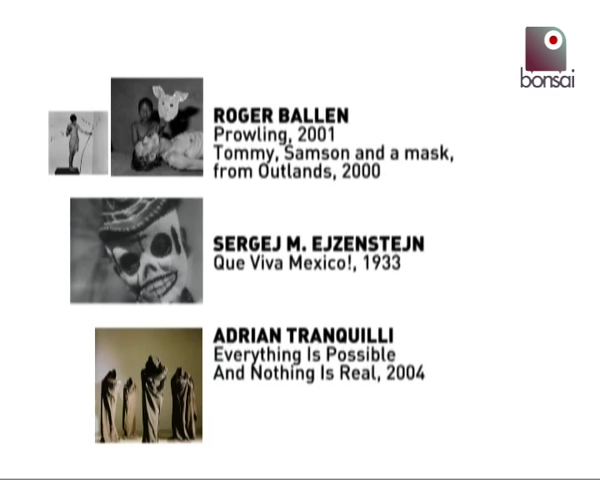 bonsai
ROGER BALLEN
Prowling, 2001
Tommy, Samson and a mask,
from Outlands, 2000
SERGEJ M. EJZENSTEJN
Que Viva Mexico!, 1933
ADRIAN TRANQUILLI
Everything Is Possible
And Nothing Is Real, 2004